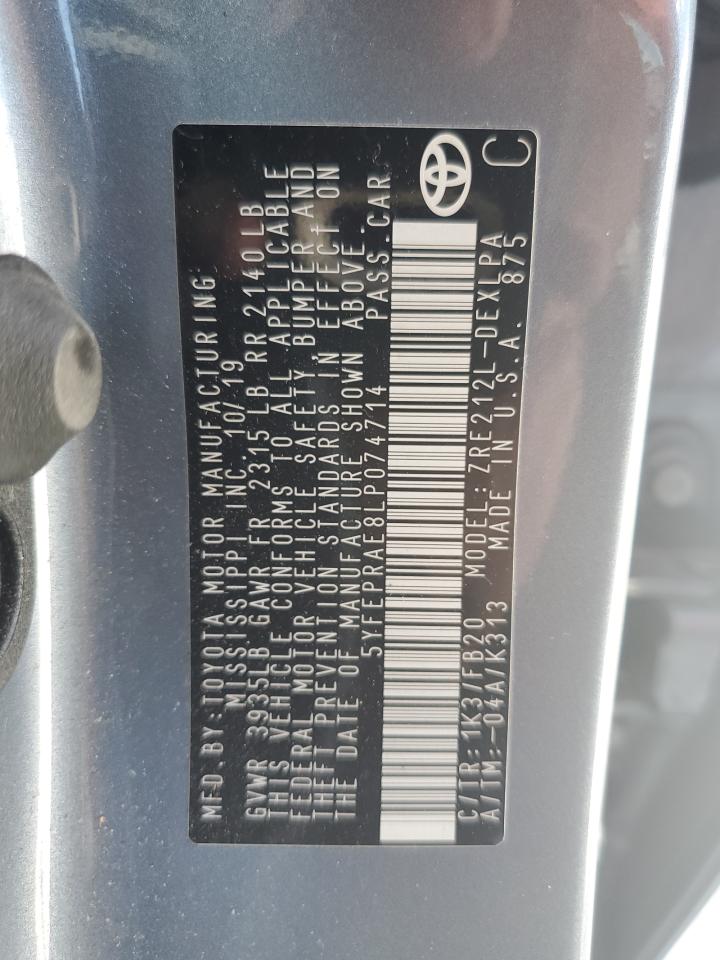 MFD.BY:TOYOTA MOTOR MANUFACTURING
MISSISSIPPI INC. 10/19
GVWR 3935LB GAWR FR 2315 LB RR 2140 LB
THIS VEHICLE CONFORMS TO ALL APPLICABLE
FEDERAL MOTOR VEHICLE SAFETY, BUMPER, AND
THEFT PREVENTION STANDARDS IN EFFECT ON
THE DATE OF MANUFACTURE SHOWN ABOVE.
5YFEPRAE8LP074714 PASS.CAR
C/TR:1K3/FB20 MODEL:ZRE212L-DEXLPA
A/TM:-04A/K313 MADE IN U.S.A. 875
C